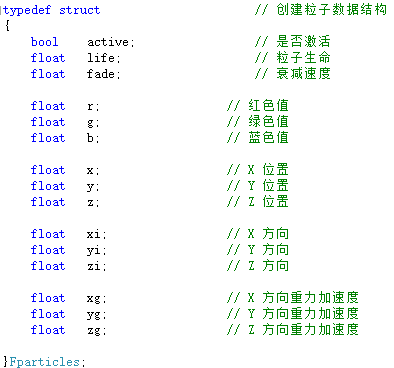 typedef struct // 创建粒子数据结构
{
bool active; // 是否激活
float life; // 粒子生命
float fade; // 衰减速度
float r; // 红色值
float g; // 绿色值
float b; // 蓝色值
float x; // X 位置
float y; // Y 位置
float z; // Z 位置
float xi; // X 方向
float yi; // Y 方向
float zi; // Z 方向
float xg; // X 方向重力加速度
float yg; // Y 方向重力加速度
float zg; // Z 方向重力加速度
}Fparticles;